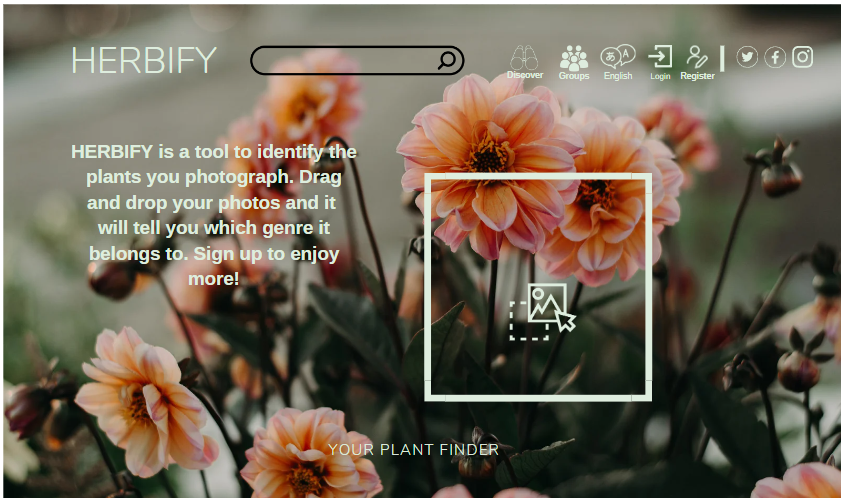 HERBIFY
Discover
Groups
あ A
English
Login
Register
HERBIFY is a tool to identify the
plants you photograph. Drag
and drop your photos and it
will tell you which genre it
belongs to. Sign up to enjoy
more!
YOUR PLANT FINDER